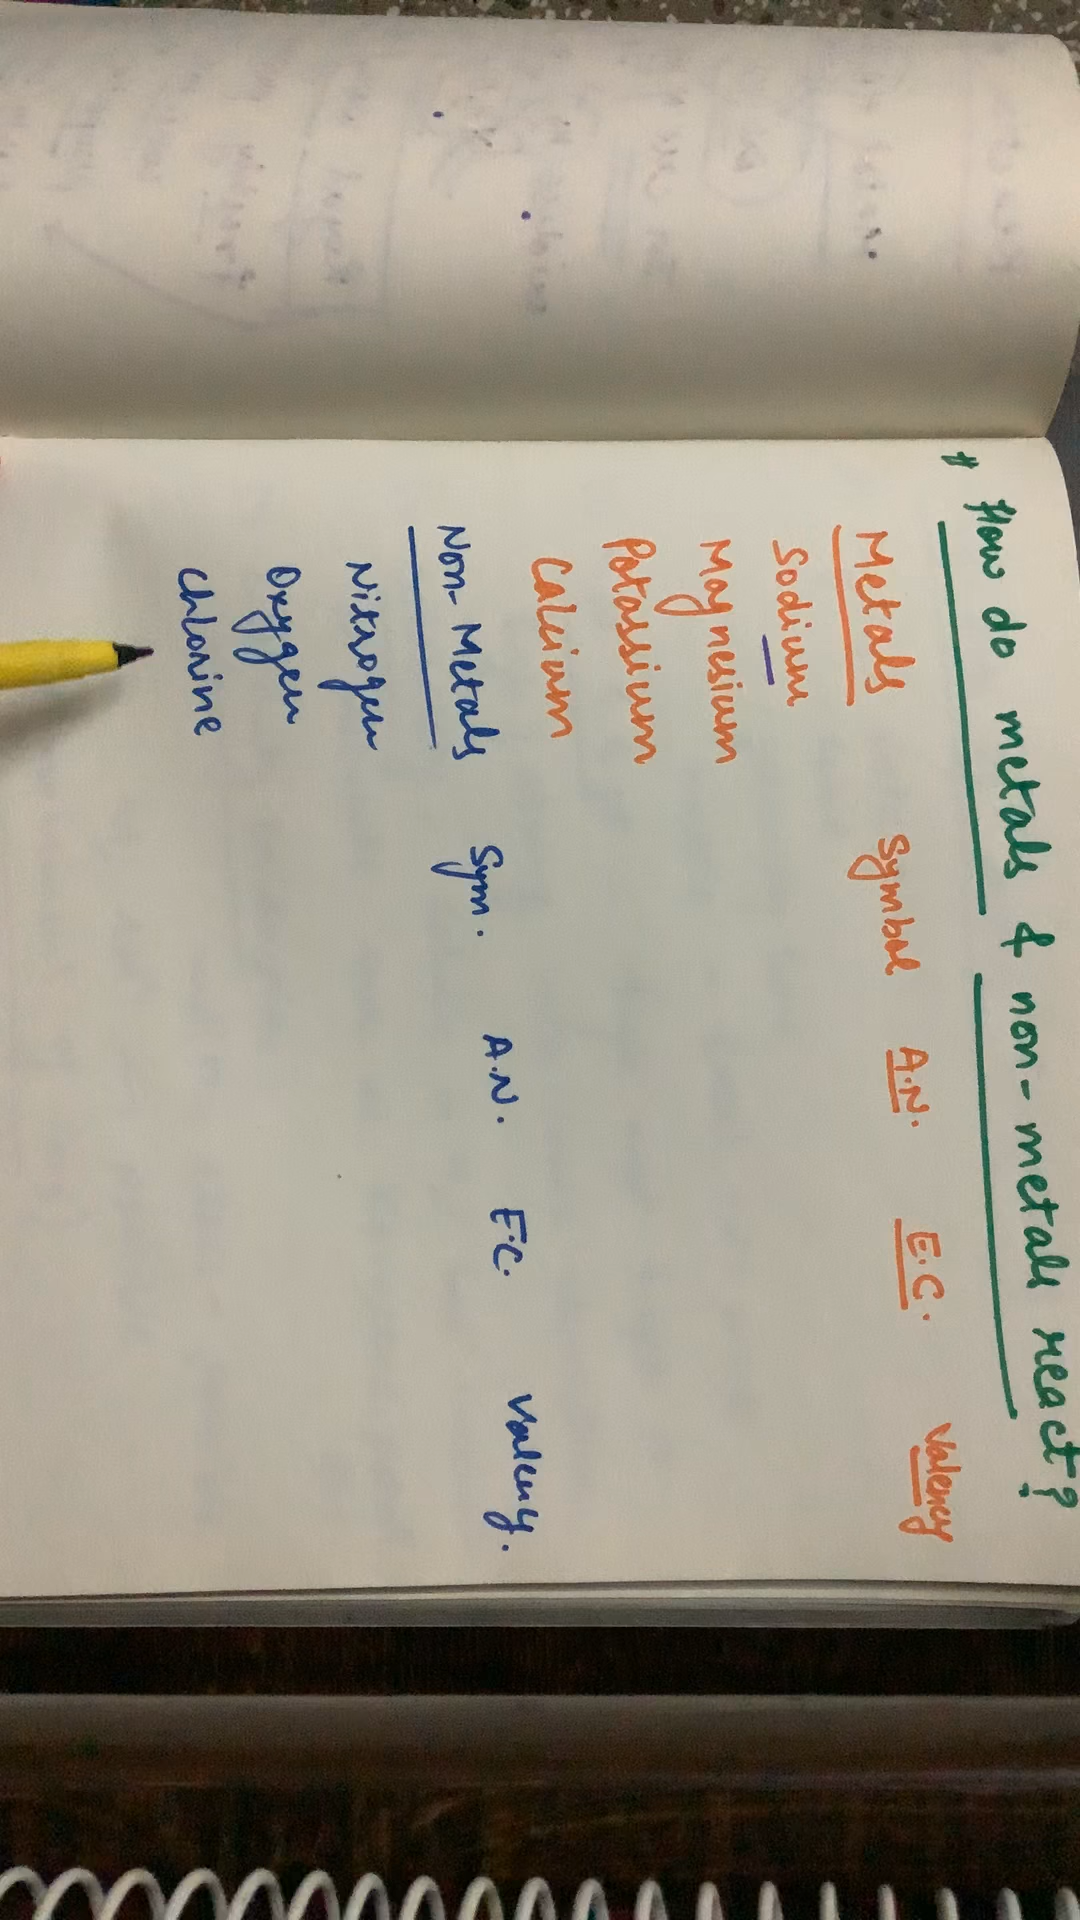 * How do metals & non-metals react?
Metals Symbol A.N. E.C. Valency
Sodium
Magnesium
Potassium
Calcium
Non-Metals Sym. A.N. E.C. Valency.
Nitrogen
Oxygen
Chlorine